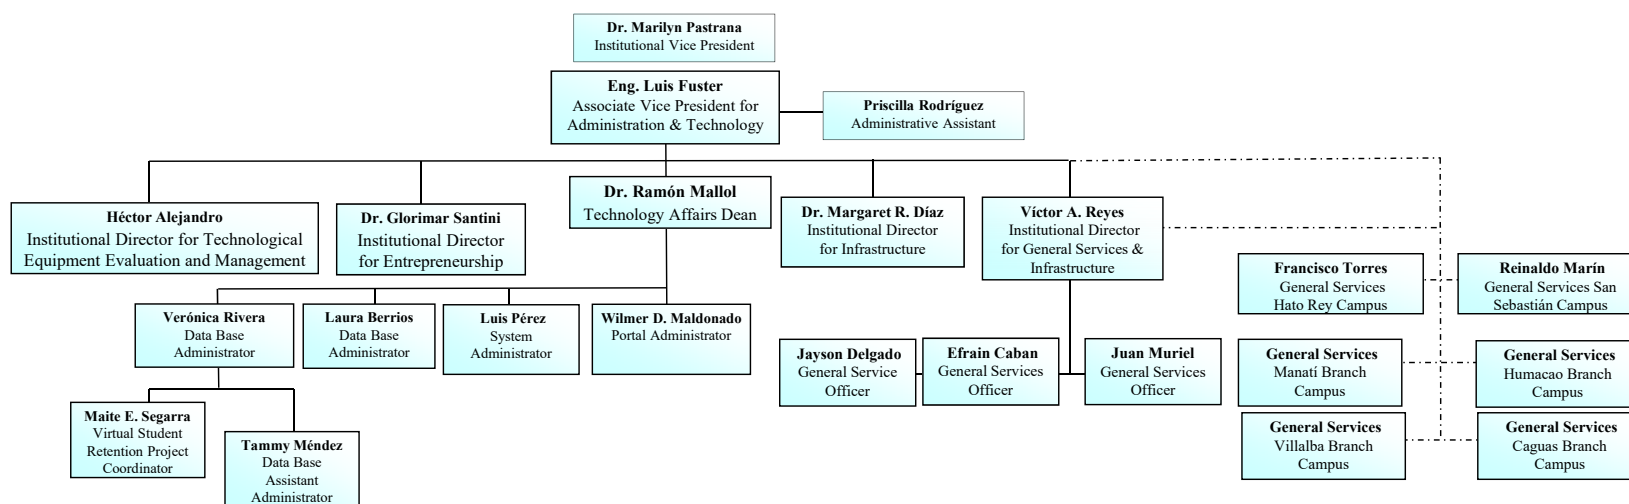 Dr. Marilyn Pastrana
Institutional Vice President
Eng. Luis Fuster
Associate Vice President for
Administration & Technology
Priscilla Rodríguez
Administrative Assistant
Héctor Alejandro
Institutional Director for Technological
Equipment Evaluation and Management
Dr. Glorimar Santini
Institutional Director
for Entrepreneurship
Dr. Ramón Mallol
Technology Affairs Dean
Dr. Margaret R. Díaz
Institutional Director
for Infrastructure
Víctor A. Reyes
Institutional Director
for General Services &
Infrastructure
Francisco Torres
General Services
Hato Rey Campus
Reinaldo Marín
General Services San
Sebastián Campus
Verónica Rivera
Data Base
Administrator
Laura Berrios
Data Base
Administrator
Luis Pérez
System
Administrator
Wilmer D. Maldonado
Portal Administrator
Jayson Delgado
General Service
Officer
Efrain Caban
General Services
Officer
Juan Muriel
General Services
Officer
General Services
Manatí Branch
Campus
General Services
Humacao Branch
Campus
Maite E. Segarra
Virtual Student
Retention Project
Coordinator
Tammy Méndez
Data Base
Assistant
Administrator
General Services
Villalba Branch
Campus
General Services
Caguas Branch
Campus